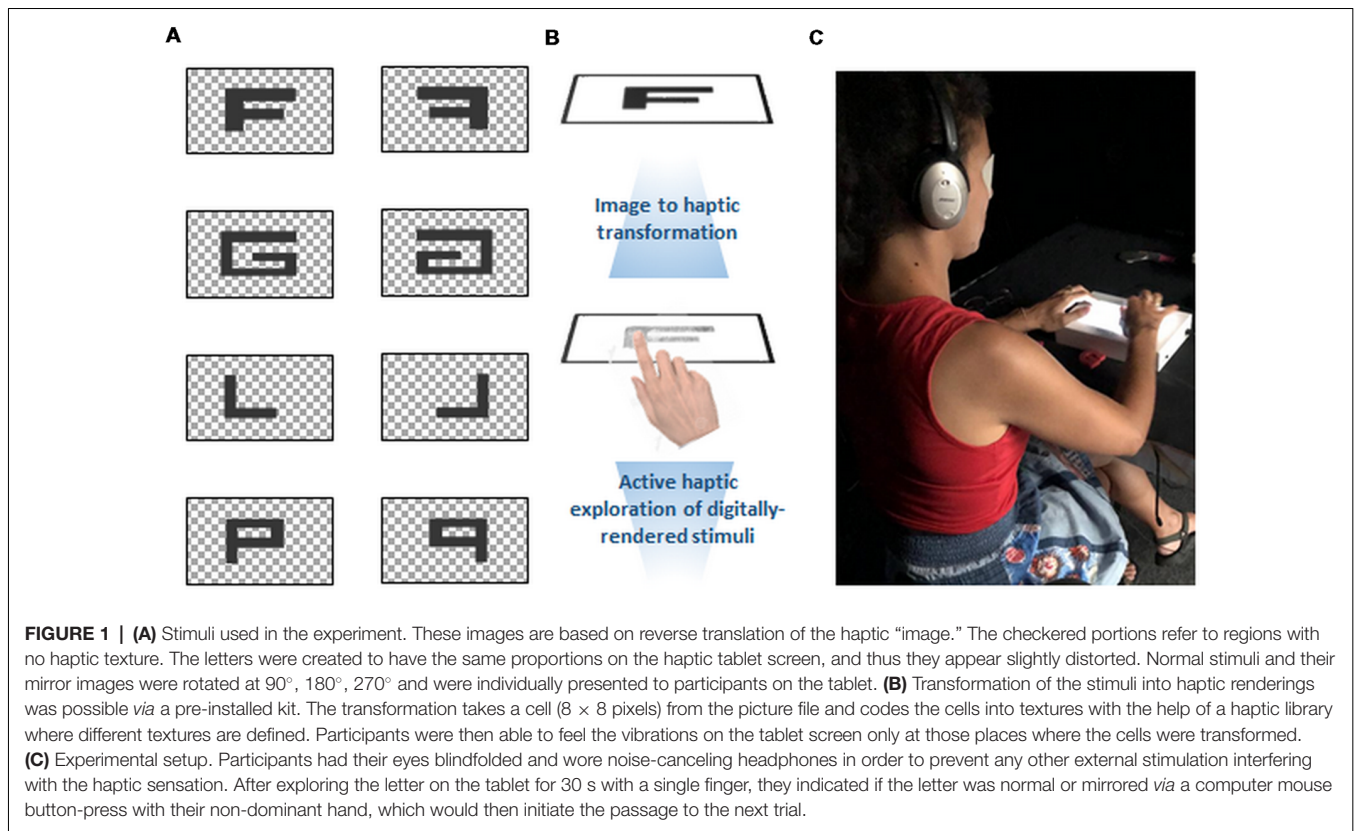 A
B
C
F
F
G
G
L
L
P
P
Image to haptic
transformation
Active haptic
exploration of digitally-
rendered stimuli
BOSE
FIGURE 1 | (A) Stimuli used in the experiment. These images are based on reverse translation of the haptic “image.” The checkered portions refer to regions with
no haptic texture. The letters were created to have the same proportions on the haptic tablet screen, and thus they appear slightly distorted. Normal stimuli and their
mirror images were rotated at 90°, 180°, 270° and were individually presented to participants on the tablet. (B) Transformation of the stimuli into haptic renderings
was possible via a pre-installed kit. The transformation takes a cell (8 × 8 pixels) from the picture file and codes the cells into textures with the help of a haptic library
where different textures are defined. Participants were then able to feel the vibrations on the tablet screen only at those places where the cells were transformed.
(C) Experimental setup. Participants had their eyes blindfolded and wore noise-canceling headphones in order to prevent any other external stimulation interfering
with the haptic sensation. After exploring the letter on the tablet for 30 s with a single finger, they indicated if the letter was normal or mirrored via a computer mouse
button-press with their non-dominant hand, which would then initiate the passage to the next trial.